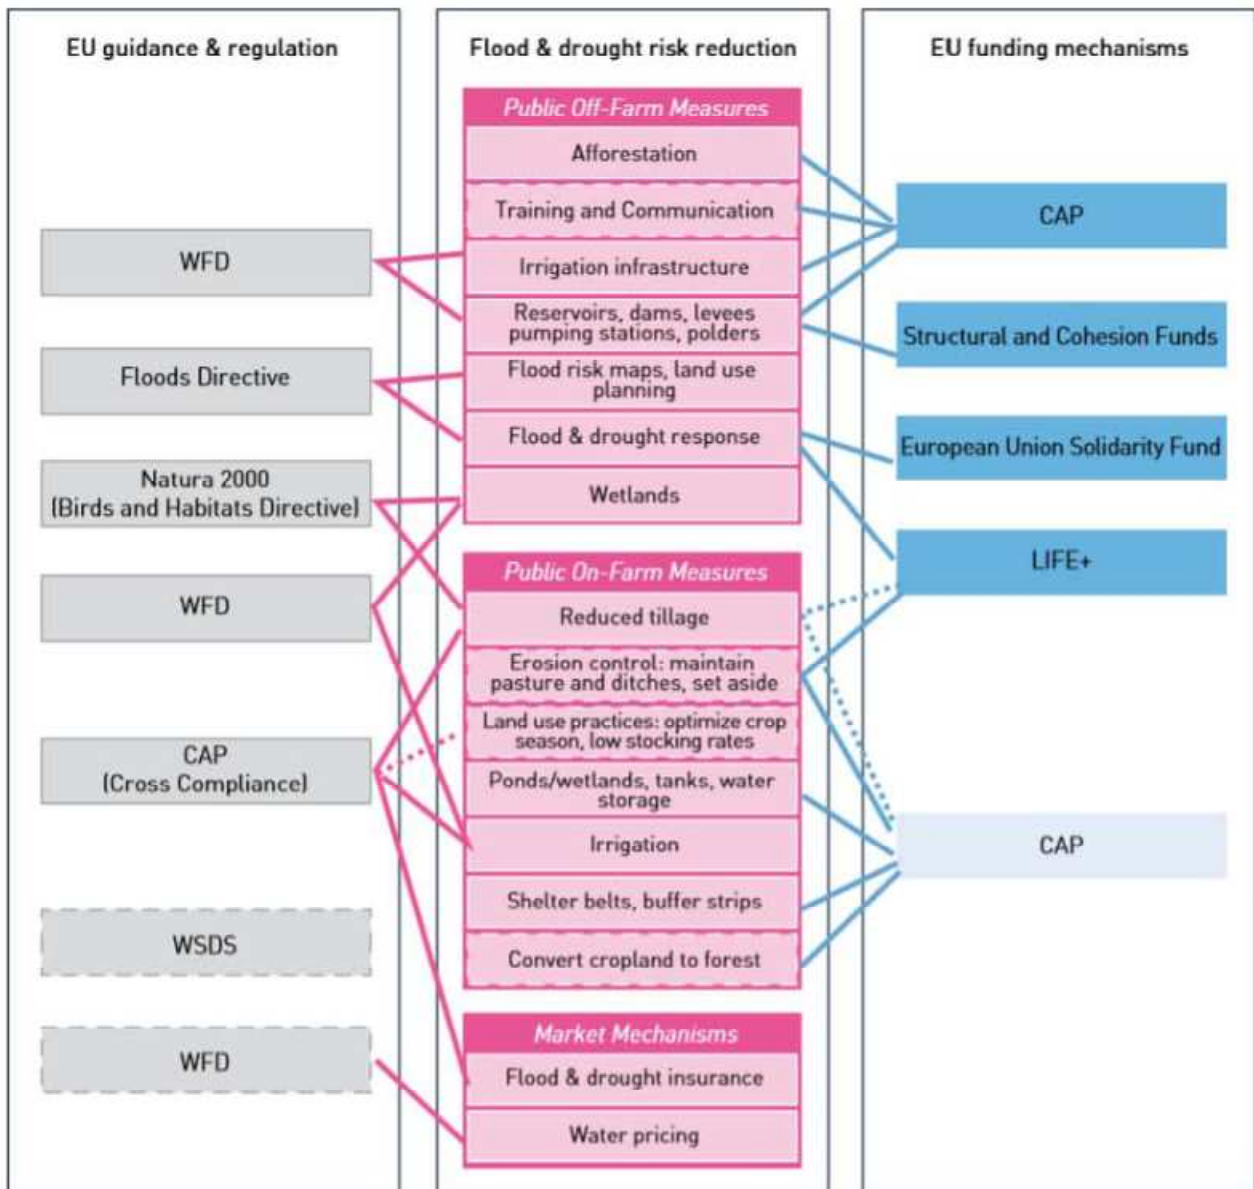 EU guidance & regulation
WFD
Floods Directive
Natura 2000
(Birds and Habitats Directive)
WFD
CAP
(Cross Compliance)
WSDS
WFD
Flood & drought risk reduction
Public Off-Farm Measures
Afforestation
Training and Communication
Irrigation infrastructure
Reservoirs, dams, levees
pumping stations, polders
Flood risk maps, land use
planning
Flood & drought response
Wetlands
Public On-Farm Measures
Reduced tillage
Erosion control: maintain
pasture and ditches, set aside
Land use practices: optimize crop
season, low stocking rates
Ponds/wetlands, tanks, water
storage
Irrigation
Shelter belts, buffer strips
Convert cropland to forest
Market Mechanisms
Flood & drought insurance
Water pricing
EU funding mechanisms
CAP
Structural and Cohesion Funds
European Union Solidarity Fund
LIFE+
CAP